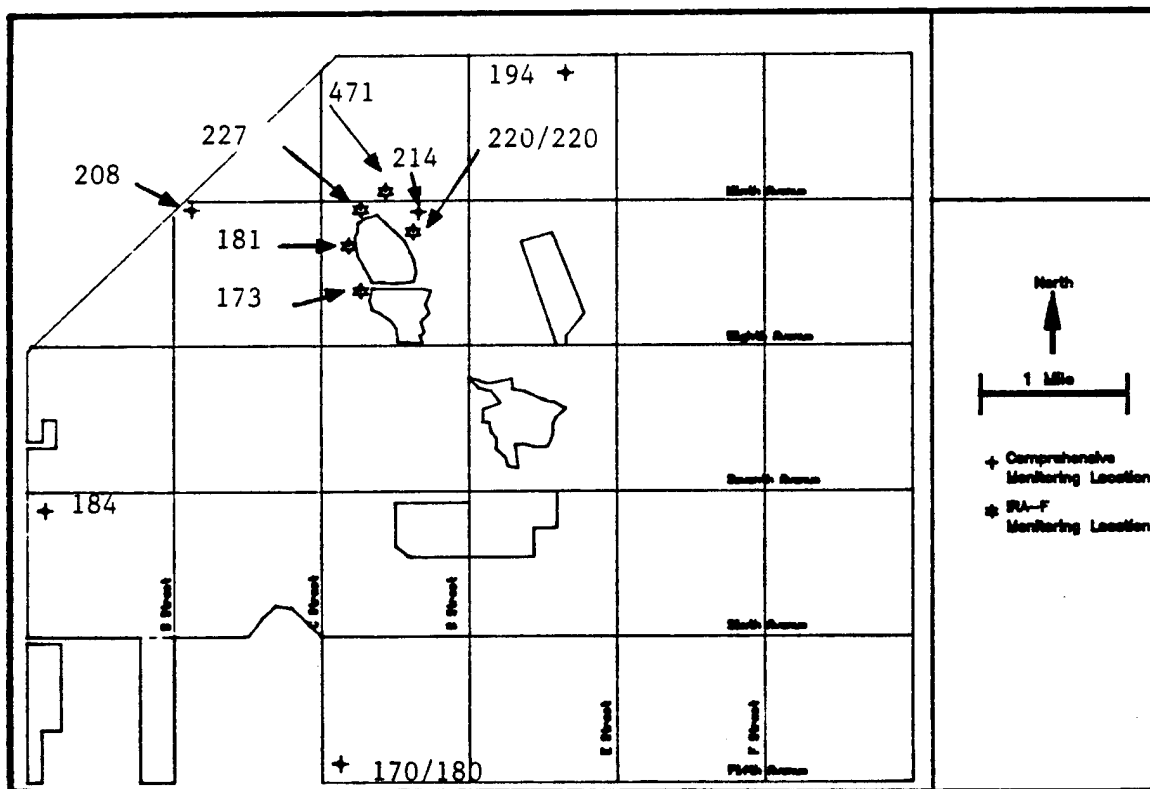 194
471
227
220/220
214
208
Ninth Avenue
181
173
North
Eighth Avenue
1 Mile
Comprehensive
Monitoring Location
Seventh Avenue
184
IRA-F
Monitoring Location
B Street
C Street
D Street
Sixth Avenue
E Street
F Street
170/180
Fifth Avenue